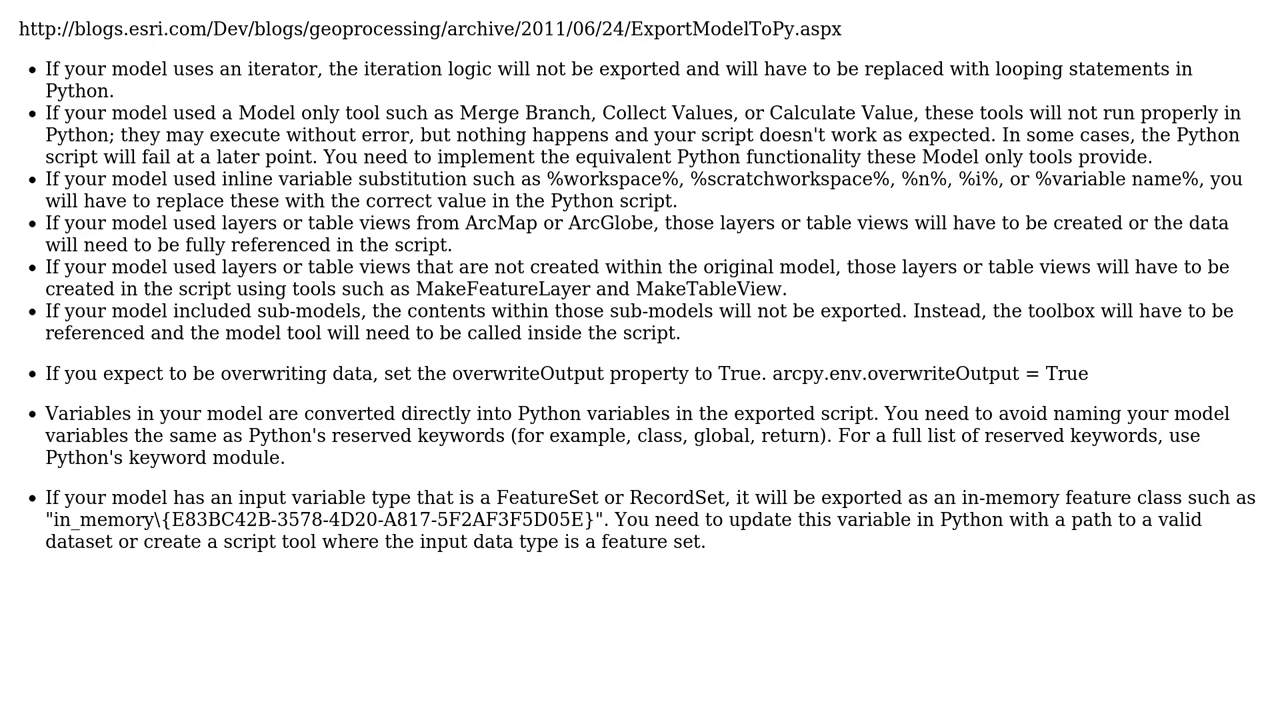 http://blogs.esri.com/Dev/blogs/geoprocessing/archive/2011/06/24/ExportModelToPy.aspx
• If your model uses an iterator, the iteration logic will not be exported and will have to be replaced with looping statements in
Python.
• If your model used a Model only tool such as Merge Branch, Collect Values, or Calculate Value, these tools will not run properly in
Python; they may execute without error, but nothing happens and your script doesn't work as expected. In some cases, the Python
script will fail at a later point. You need to implement the equivalent Python functionality these Model only tools provide.
• If your model used inline variable substitution such as %workspace%, %scratchworkspace%, %n%, %i%, or %variable name%, you
will have to replace these with the correct value in the Python script.
• If your model used layers or table views from ArcMap or ArcGlobe, those layers or table views will have to be created or the data
will need to be fully referenced in the script.
• If your model used layers or table views that are not created within the original model, those layers or table views will have to be
created in the script using tools such as MakeFeatureLayer and MakeTableView.
• If your model included sub-models, the contents within those sub-models will not be exported. Instead, the toolbox will have to be
referenced and the model tool will need to be called inside the script.
• If you expect to be overwriting data, set the overwriteOutput property to True. arcpy.env.overwriteOutput = True
• Variables in your model are converted directly into Python variables in the exported script. You need to avoid naming your model
variables the same as Python's reserved keywords (for example, class, global, return). For a full list of reserved keywords, use
Python's keyword module.
• If your model has an input variable type that is a FeatureSet or RecordSet, it will be exported as an in-memory feature class such as
"in_memory\{E83BC42B-3578-4D20-A817-5F2AF3F5D05E}". You need to update this variable in Python with a path to a valid
dataset or create a script tool where the input data type is a feature set.